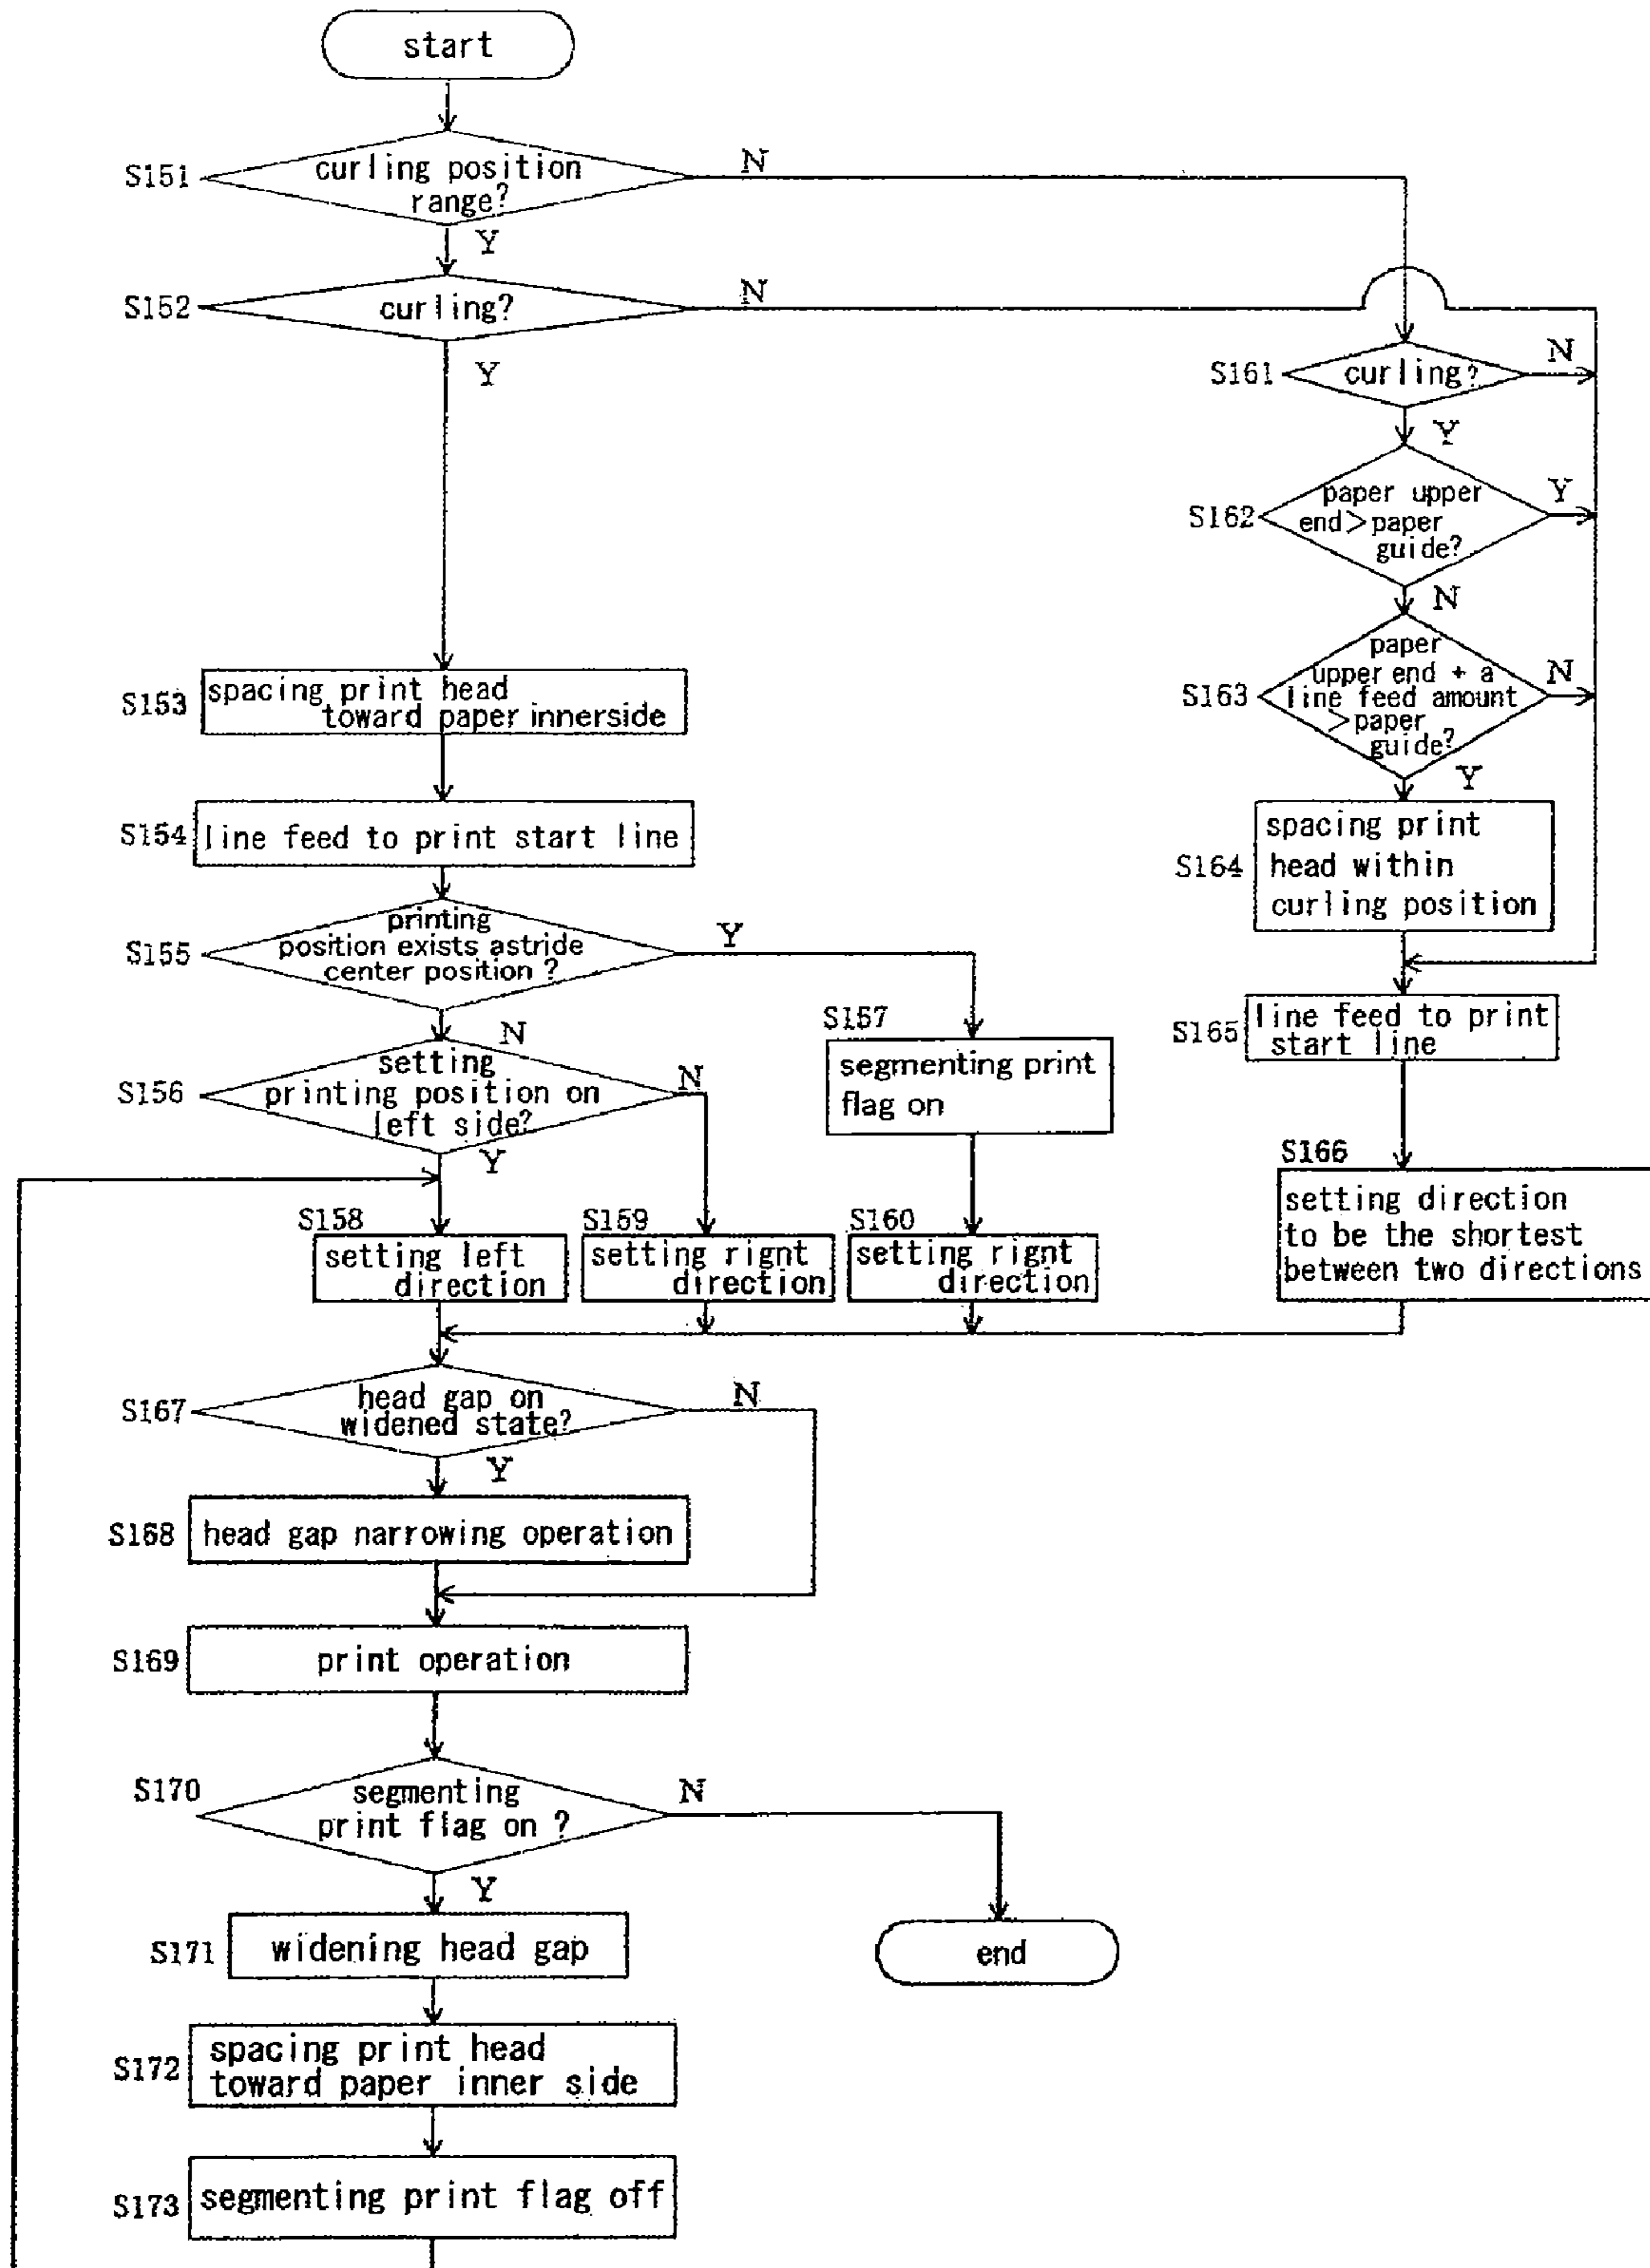 start
S151
curling position
range?
N
Y
S152
curling?
N
Y
S161
curling?
N
Y
S162
paper upper
end>paper
guide?
Y
N
S163
paper
upper end + a
line feed amount
>paper
guide?
N
Y
S153
spacing print head
toward paper innerside
S154
line feed to print start line
S164
spacing print
head within
curling position
S155
printing
position exists astride
center position ?
Y
N
S165
line feed to print
start line
S156
setting
printing position on
left side?
N
Y
S157
segmenting print
flag on
S158
setting left
direction
S159
setting rignt
direction
S160
setting rignt
direction
S166
setting direction
to be the shortest
between two directions
S167
head gap on
widened state?
N
Y
S168
head gap narrowing operation
S169
print operation
S170
segmenting
print flag on ?
N
Y
S171
widening head gap
end
S172
spacing print head
toward paper inner side
S173
segmenting print flag off